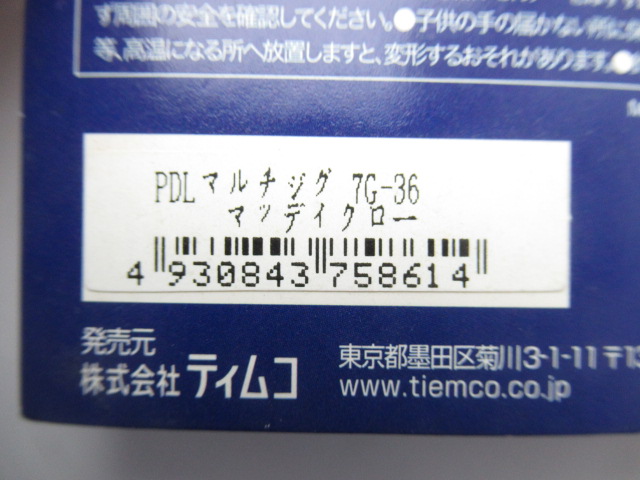 す周囲の安全を確認してください。●子供の手の届かない所に
等、高温になる所へ放置しますと、変形するおそれがあります。●
PDLマルチジグ 7G-36
マッディクロー
4 930843 758614
発売元
株式会社 ティムコ
東京都墨田区菊川3-1-11 〒13
www.tiemco.co.jp